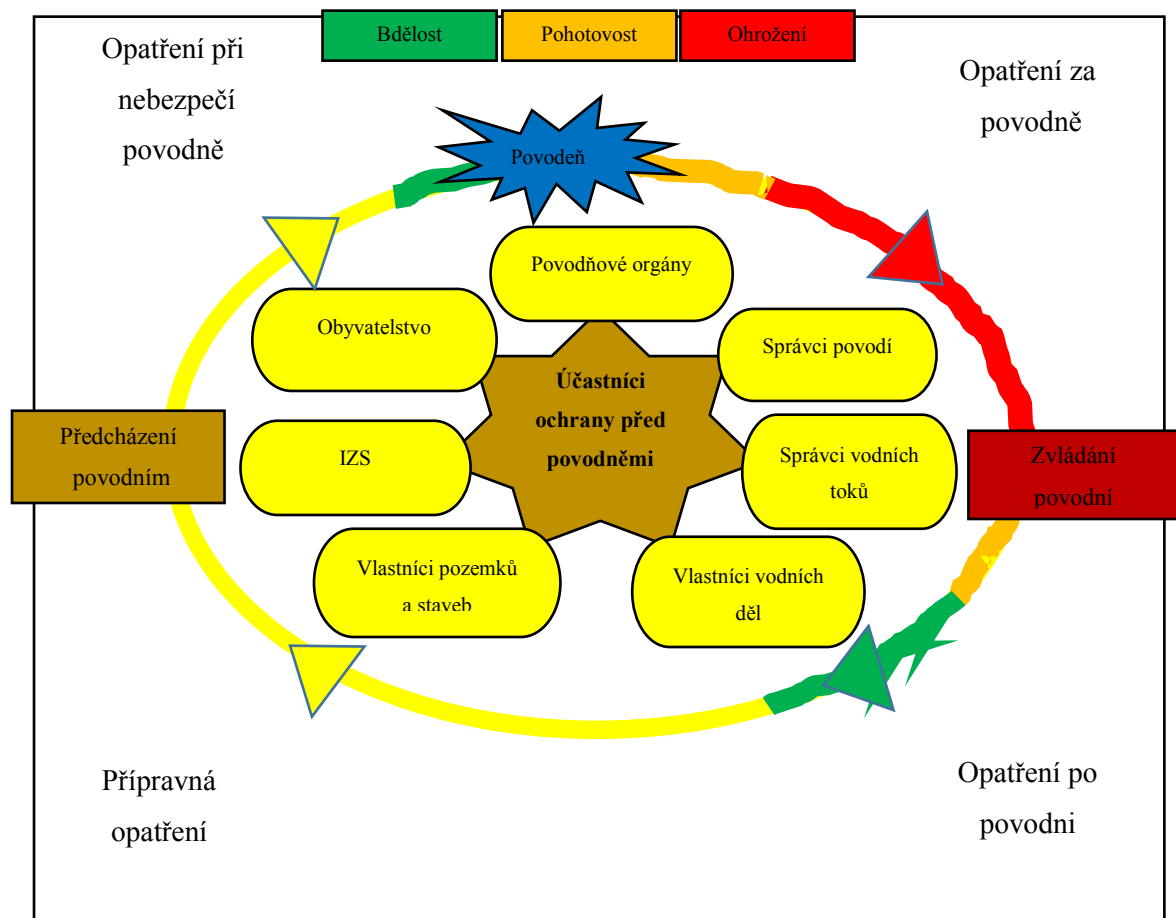 Bdělost
Pohotovost
Ohrožení
Opatření při
nebezpečí
povodně
Opatření za
povodně
Povodeň
Povodňové orgány
Obyvatelstvo
Správci povodí
Účastníci
ochrany před
povodněmi
Předcházení
povodním
IZS
Správci vodních
toků
Zvládání
povodní
Vlastníci pozemků
a staveb
Vlastníci vodních
děl
Přípravná
opatření
Opatření po
povodni